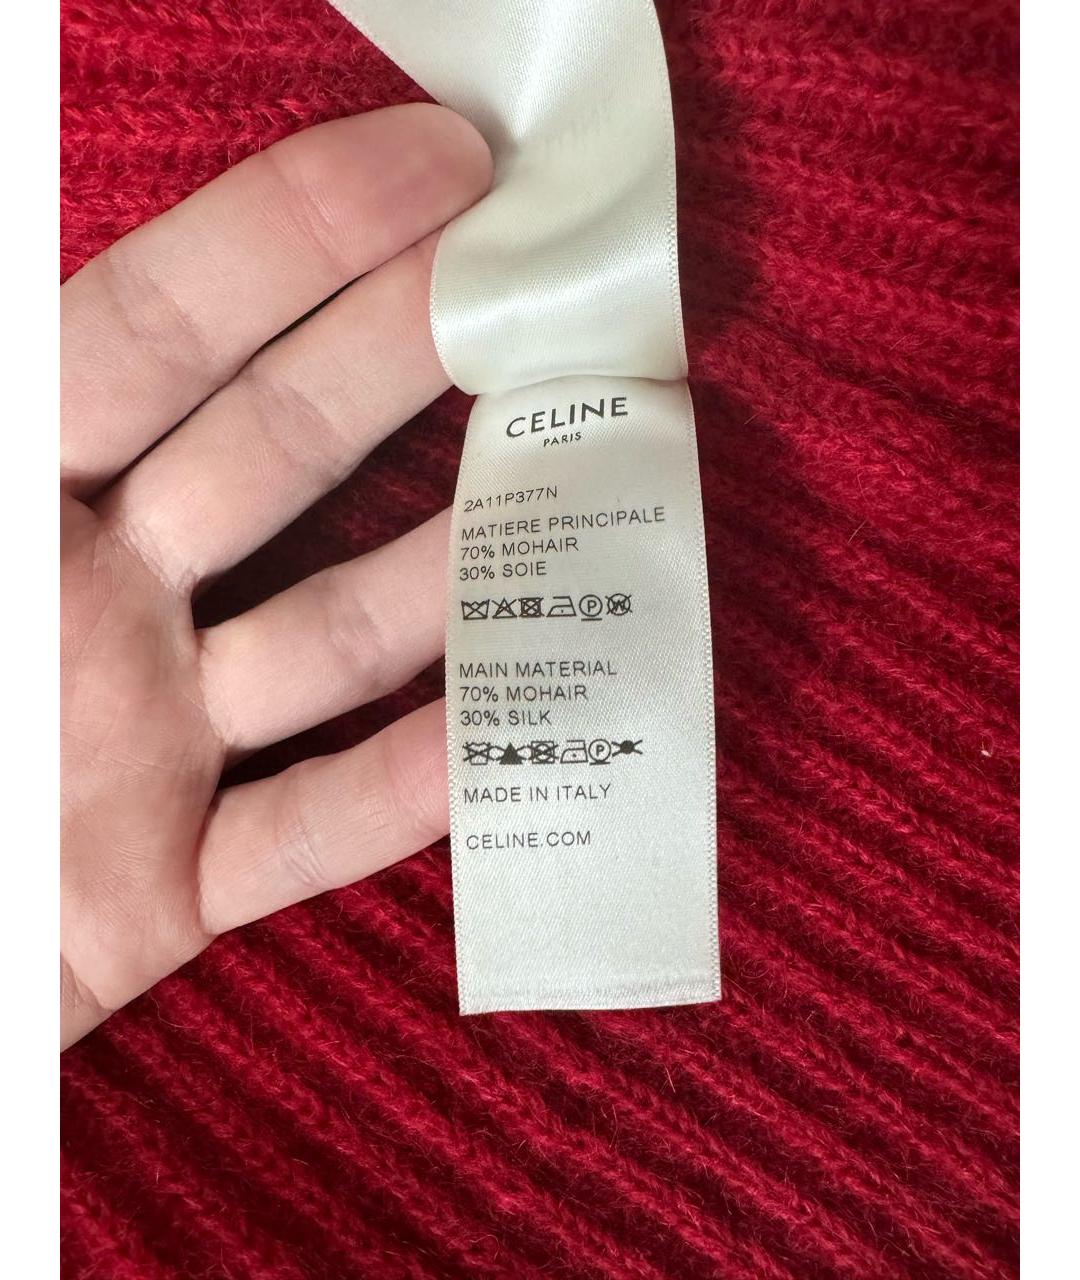 CELINE
PARIS
2A11P377N
MATIERE PRINCIPALE
70% MOHAIR
30% SOIE
MAIN MATERIAL
70% MOHAIR
30% SILK
MADE IN ITALY
CELINE.COM